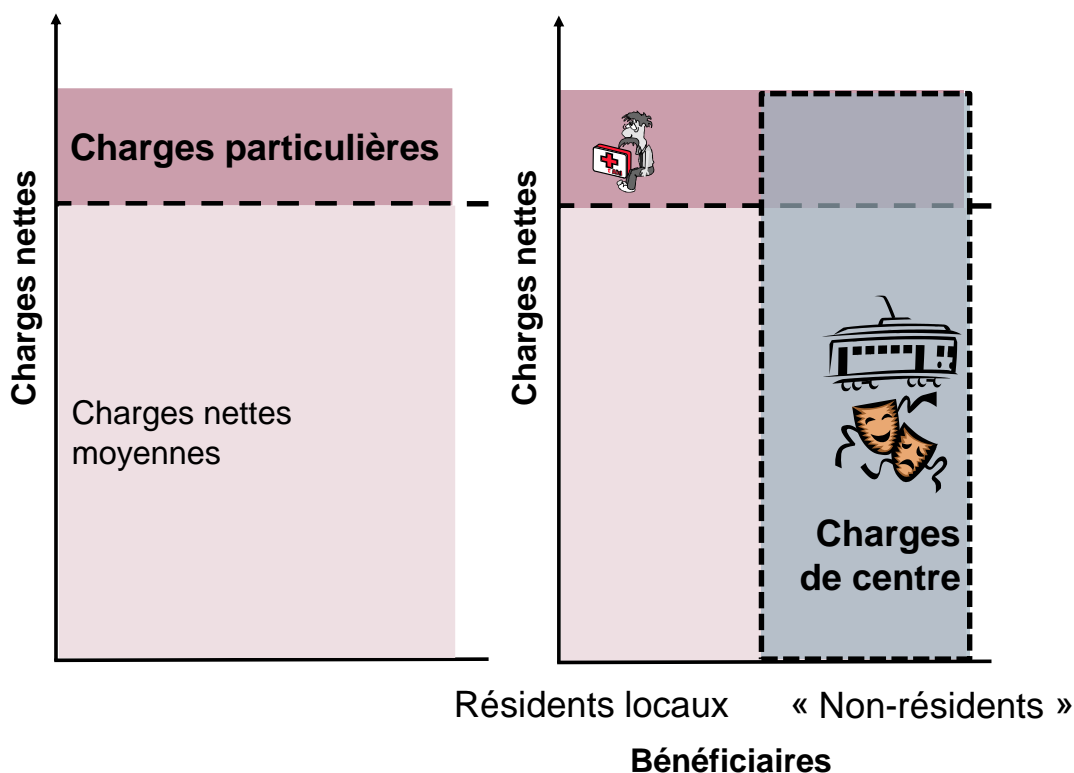 Charges nettes
Charges particulières
Charges nettes
moyennes
Charges nettes
Charges
de centre
Résidents locaux
« Non-résidents »
Bénéficiaires